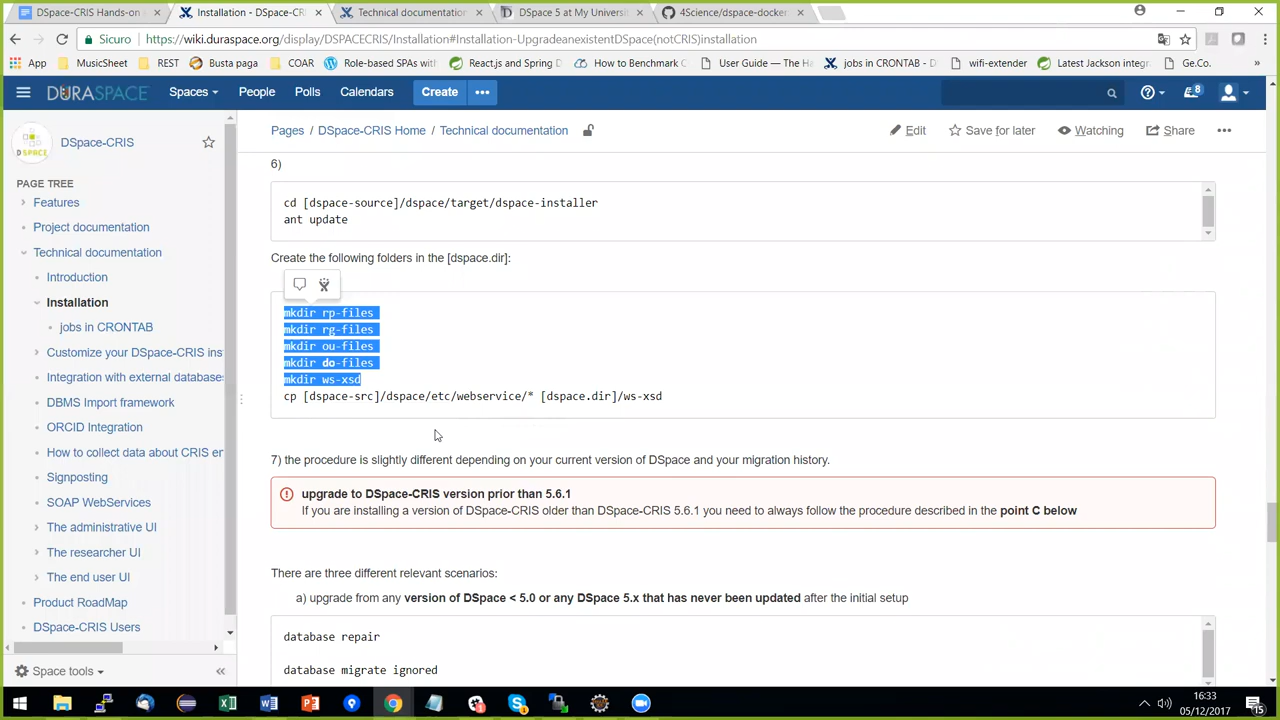 DSpace-CRIS Hands-on
Installation - DSpace-CR
Technical documentation
DSpace 5 at My Universit
4Science/dspace-docker
Sicuro
https://wiki.duraspace.org/display/DSPACECRIS/Installation#Installation-UpgradeanexistentDSpace(notCRIS)installation
App
MusicSheet
REST
Busta paga
COAR
Role-based SPAs wit
React.js and Spring D
How to Benchmark C
User Guide — The H
jobs in CRONTAB - D
wifi-extender
Latest Jackson integr
Ge.Co.
»
DURASPACE
Spaces
People
Polls
Calendars
Create
8
DSPACE
DSpace-CRIS
Pages / DSpace-CRIS Home / Technical documentation
Edit
Save for later
Watching
Share
PAGE TREE
Features
Project documentation
Technical documentation
Introduction
Installation
jobs in CRONTAB
Customize your DSpace-CRIS ins
Integration with external database
DBMS Import framework
ORCID Integration
How to collect data about CRIS en
Signposting
SOAP WebServices
The administrative UI
The researcher UI
The end user UI
Product RoadMap
DSpace-CRIS Users
Space tools
«
6)
cd [dspace-source]/dspace/target/dspace-installer
ant update
Create the following folders in the [dspace.dir]:
mkdir rp-files
mkdir rg-files
mkdir ou-files
mkdir do-files
mkdir ws-xsd
cp [dspace-src]/dspace/etc/webservice/* [dspace.dir]/ws-xsd
7) the procedure is slightly different depending on your current version of DSpace and your migration history.
upgrade to DSpace-CRIS version prior than 5.6.1
If you are installing a version of DSpace-CRIS older than DSpace-CRIS 5.6.1 you need to always follow the procedure described in the point C below
There are three different relevant scenarios:
a) upgrade from any version of DSpace < 5.0 or any DSpace 5.x that has never been updated after the initial setup
database repair
database migrate ignored
16:33
05/12/2017
15